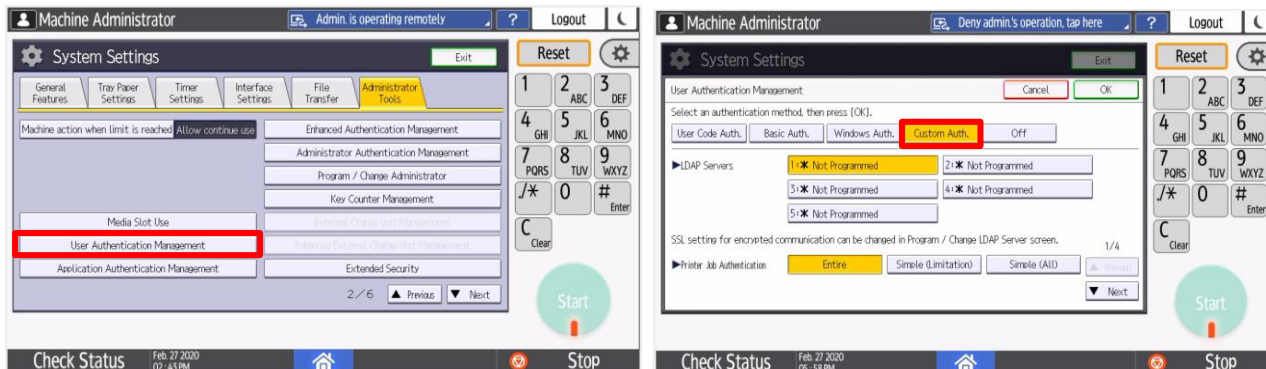 Machine Administrator
Admin. is operating remotely
?
Logout
System Settings
Exit
General Features
Tray Paper Settings
Timer Settings
Interface Settings
File Transfer
Administrator Tools
Machine action when limit is reached Allow continue use
Enhanced Authentication Management
Administrator Authentication Management
Program / Change Administrator
Key Counter Management
Media Slot Use
External Charge Unit Management
User Authentication Management
Enhanced External Charge Unit Management
Application Authentication Management
Extended Security
2/6 ▲ Previous ▼ Next
Reset
1 2 ABC 3 DEF
4 GHI 5 JKL 6 MNO
7 PQRS 8 TUV 9 WXYZ
./* 0 # Enter
C Clear
Start
Check Status
Feb. 27 2020
02:43 PM
Stop
Machine Administrator
Deny admin.'s operation, tap here
?
Logout
System Settings
Exit
User Authentication Management
Cancel
OK
Select an authentication method, then press [OK].
User Code Auth. Basic Auth. Windows Auth. Custom Auth. Off
►LDAP Servers
1:✱ Not Programmed 2:✱ Not Programmed
3:✱ Not Programmed 4:✱ Not Programmed
5:✱ Not Programmed
SSL setting for encrypted communication can be changed in Program / Change LDAP Server screen.
1/4
►Printer Job Authentication Entire Simple (Limitation) Simple (All) ▲ Previous
▼ Next
Reset
1 2 ABC 3 DEF
4 GHI 5 JKL 6 MNO
7 PQRS 8 TUV 9 WXYZ
./* 0 # Enter
C Clear
Start
Check Status
Feb. 27 2020
05:58 PM
Stop